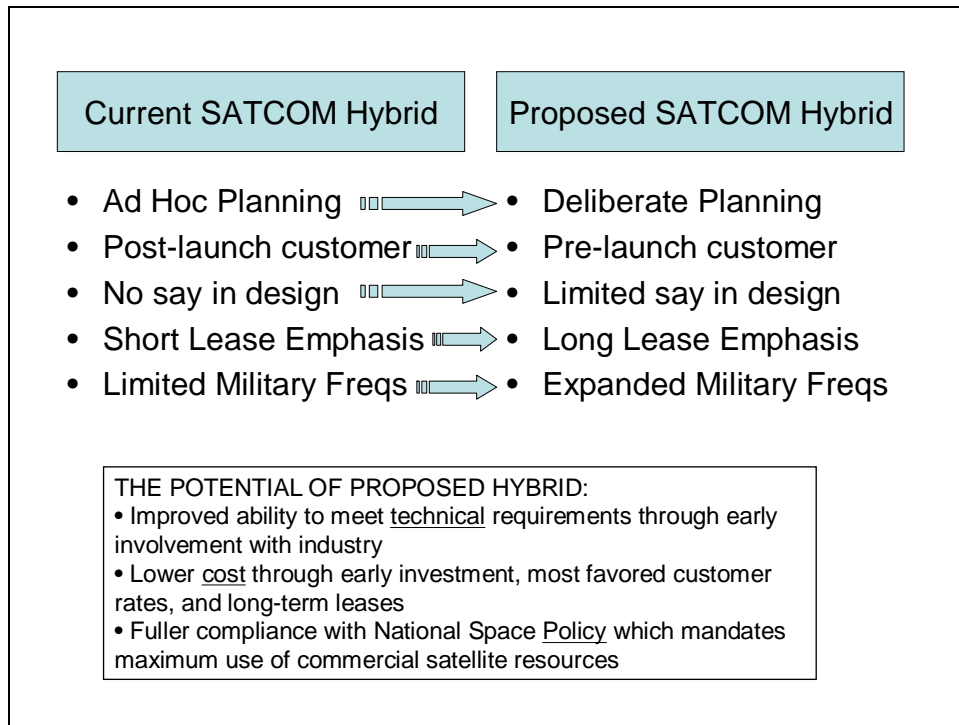 Current SATCOM Hybrid
Proposed SATCOM Hybrid
• Ad Hoc Planning
• Deliberate Planning
• Post-launch customer
• Pre-launch customer
• No say in design
• Limited say in design
• Short Lease Emphasis
• Long Lease Emphasis
• Limited Military Freqs
• Expanded Military Freqs
THE POTENTIAL OF PROPOSED HYBRID:
• Improved ability to meet technical requirements through early
involvement with industry
• Lower cost through early investment, most favored customer
rates, and long-term leases
• Fuller compliance with National Space Policy which mandates
maximum use of commercial satellite resources